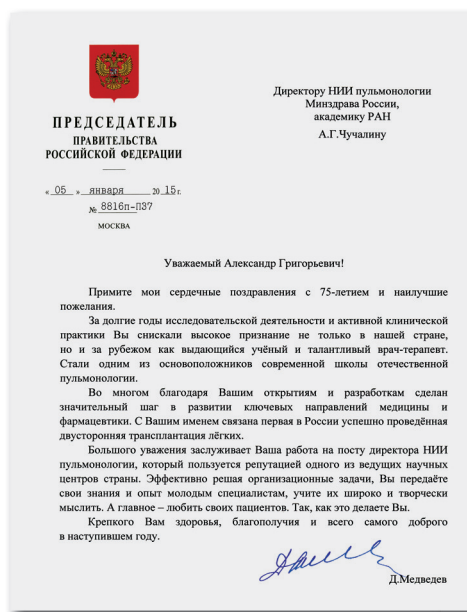 ПРЕДСЕДАТЕЛЬ
ПРАВИТЕЛЬСТВА
РОССИЙСКОЙ ФЕДЕРАЦИИ
« 05 » января 20 15 г.
№ 8816п-П37
МОСКВА
Директору НИИ пульмонологии
Минздрава России,
академику РАН
А.Г.Чучалину
Уважаемый Александр Григорьевич!
Примите мои сердечные поздравления с 75-летием и наилучшие
пожелания.
За долгие годы исследовательской деятельности и активной клинической
практики Вы снискали высокое признание не только в нашей стране,
но и за рубежом как выдающийся учёный и талантливый врач-терапевт.
Стали одним из основоположников современной школы отечественной
пульмонологии.
Во многом благодаря Вашим открытиям и разработкам сделан
значительный шаг в развитии ключевых направлений медицины и
фармацевтики. С Вашим именем связана первая в России успешно проведённая
двусторонняя трансплантация лёгких.
Большого уважения заслуживает Ваша работа на посту директора НИИ
пульмонологии, который пользуется репутацией одного из ведущих научных
центров страны. Эффективно решая организационные задачи, Вы передаёте
свои знания и опыт молодым специалистам, учите их широко и творчески
мыслить. А главное – любить своих пациентов. Так, как это делаете Вы.
Крепкого Вам здоровья, благополучия и всего самого доброго
в наступившем году.
Д.Медведев